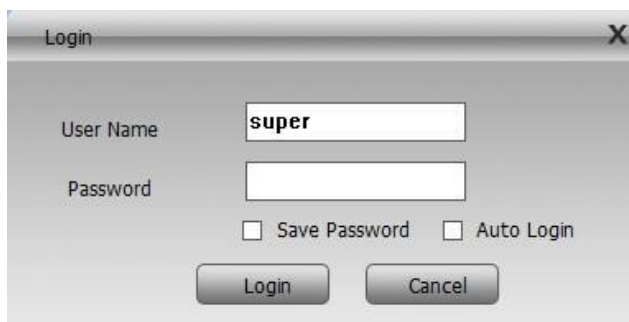 Login X
User Name super
Password
Save Password Auto Login
Login Cancel